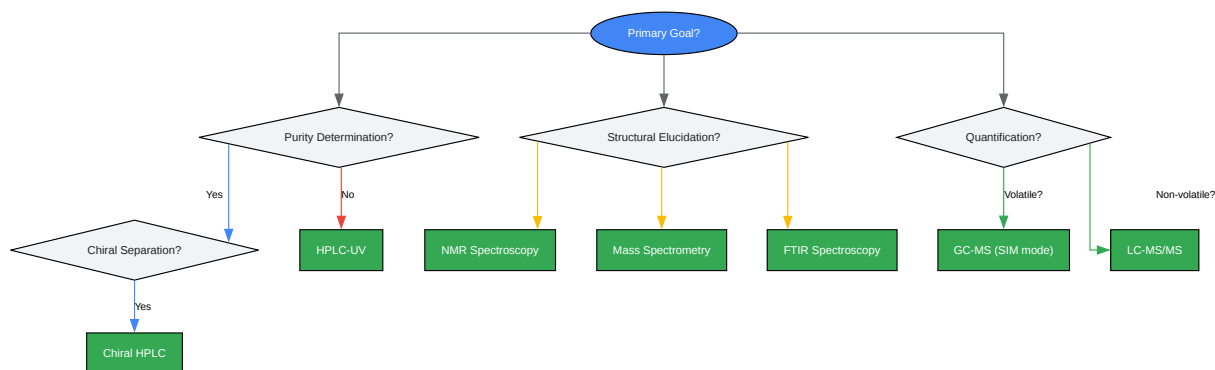 Primary Goal?
Purity Determination?
Structural Elucidation?
Quantification?
Yes
No
Volatile?
Non-volatile?
Chiral Separation?
HPLC-UV
NMR Spectroscopy
Mass Spectrometry
FTIR Spectroscopy
GC-MS (SIM mode)
LC-MS/MS
Yes
Chiral HPLC